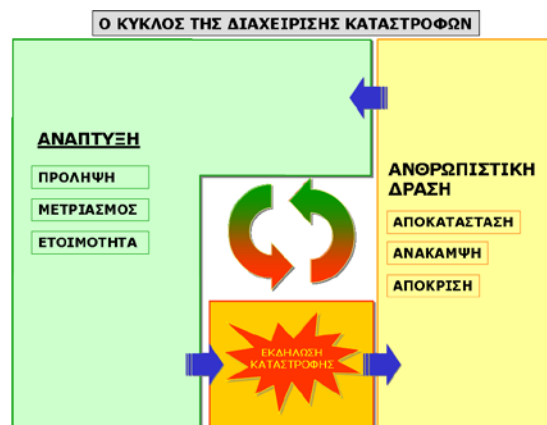 Ο ΚΥΚΛΟΣ ΤΗΣ ΔΙΑΧΕΙΡΙΣΗΣ ΚΑΤΑΣΤΡΟΦΩΝ
ΑΝΑΠΤΥΞΗ
ΠΡΟΛΗΨΗ
ΜΕΤΡΙΑΣΜΟΣ
ΕΤΟΙΜΟΤΗΤΑ
ΑΝΘΡΩΠΙΣΤΙΚΗ
ΔΡΑΣΗ
ΑΠΟΚΑΤΑΣΤΑΣΗ
ΑΝΑΚΑΜΨΗ
ΑΠΟΚΡΙΣΗ
ΕΚΔΗΛΩΣΗ
ΚΑΤΑΣΤΡΟΦΗΣ